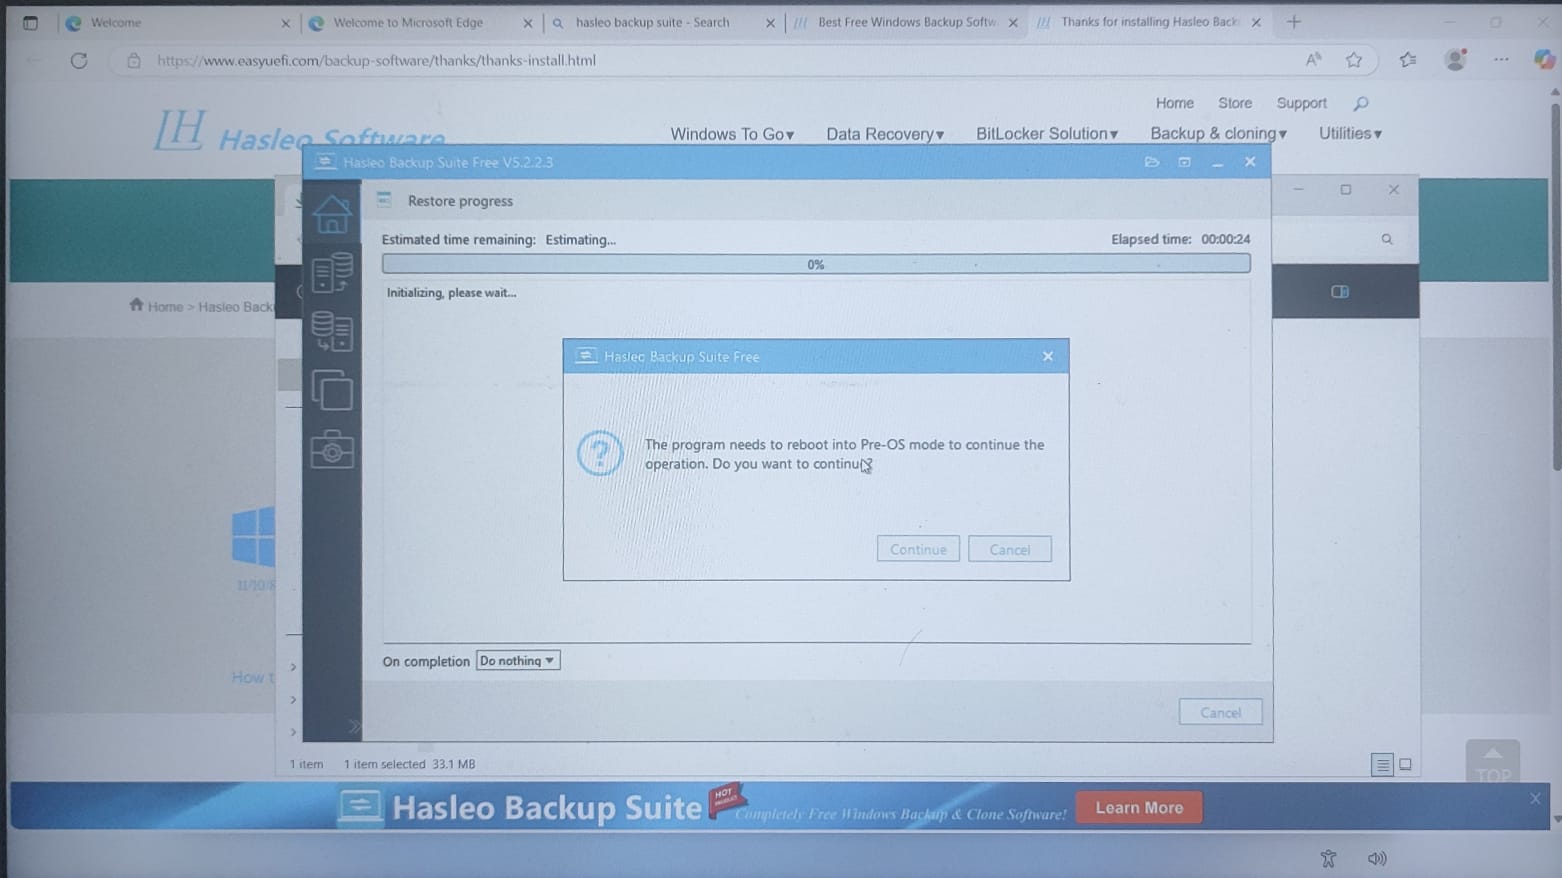 Welcome
Welcome to Microsoft Edge
hasleo backup suite - Search
Best Free Windows Backup Softw
Thanks for installing Hasleo Back
https://www.easyuefi.com/backup-software/thanks/thanks-install.html
Home Store Support
Hasleo Software
Windows To Go▾ Data Recovery▾ BitLocker Solution▾ Backup & cloning▾ Utilities▾
Hasleo Backup Suite Free V5.2.2.3
Restore progress
Estimated time remaining: Estimating...
Elapsed time: 00:00:24
0%
Initializing, please wait...
Home > Hasleo Back
Hasleo Backup Suite Free
The program needs to reboot into Pre-OS mode to continue the
operation. Do you want to continu
Continue Cancel
11/10/8
How t
On completion Do nothing ▾
Cancel
1 item 1 item selected 33.1 MB
TOP
Hasleo Backup Suite
HOT
PRODUCT
Completely Free Windows Backup & Clone Software!
Learn More